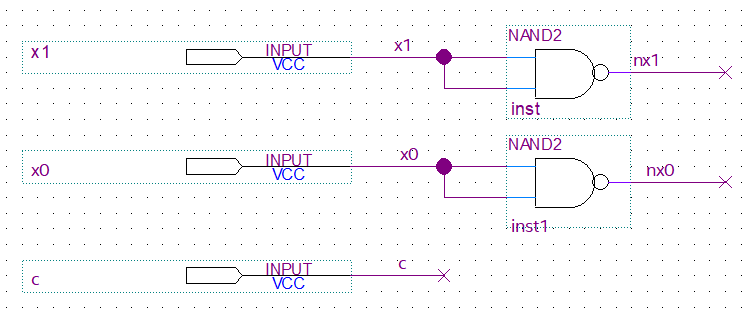 x1 INPUT VCC x1 NAND2 nx1
inst
x0 INPUT VCC x0 NAND2 nx0
inst1
c INPUT VCC c